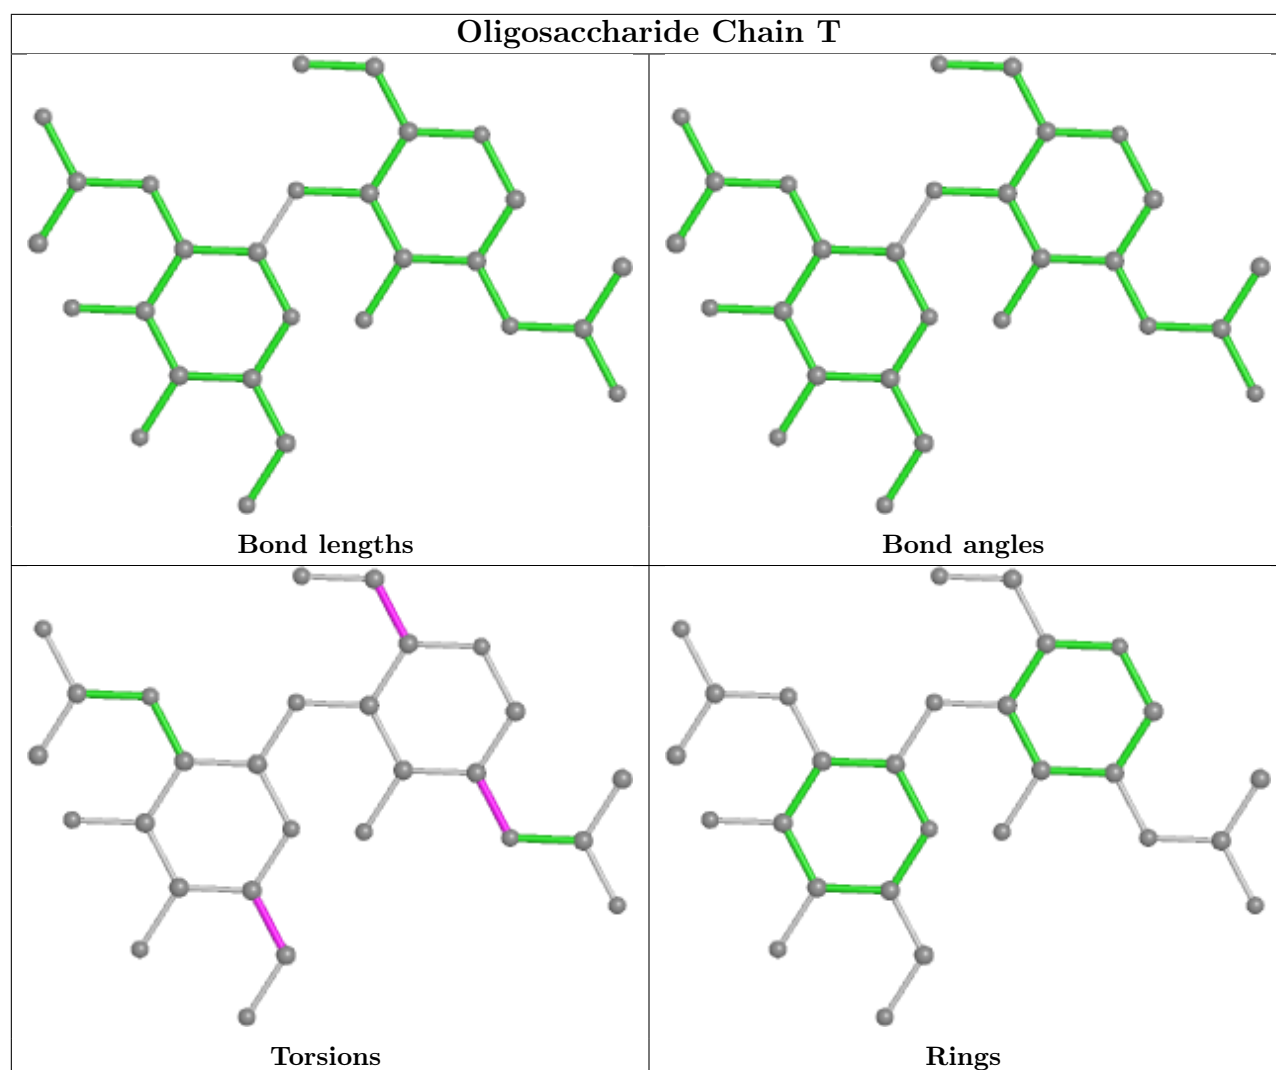 Oligosaccharide Chain T
Bond lengths
Bond angles
Torsions
Rings